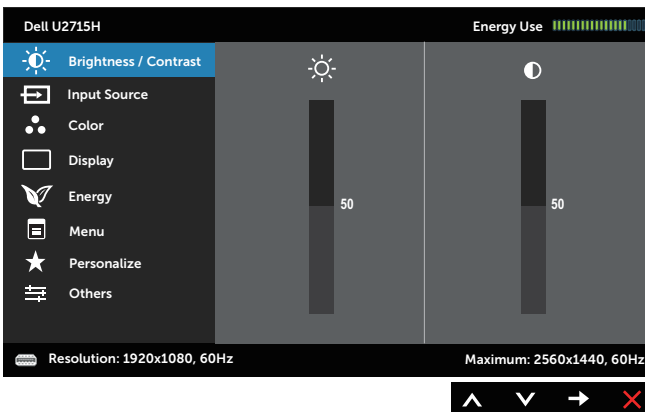 Dell U2715H
Energy Use
Brightness / Contrast
Input Source
Color
Display
Energy
Menu
Personalize
Others
50
50
Resolution: 1920x1080, 60Hz
Maximum: 2560x1440, 60Hz